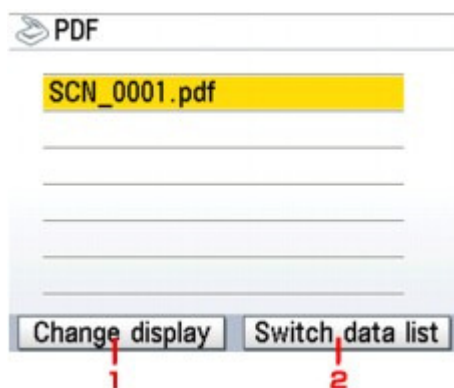 PDF
SCN_0001.pdf
Change display Switch data list
1 2